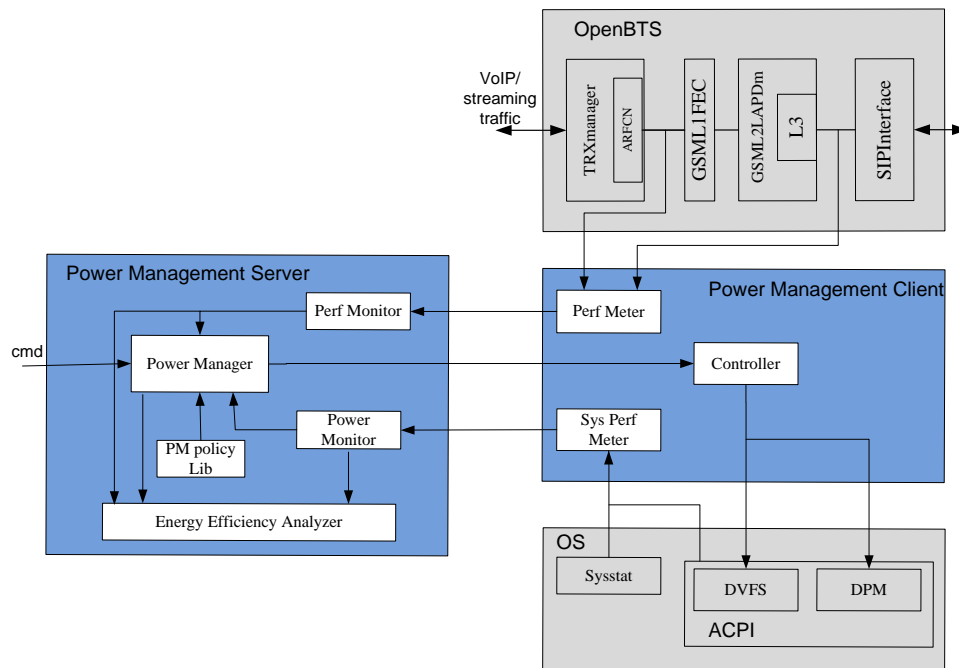 OpenBTS
VoIP/
streaming
traffic
TRXmanager
ARFCN
GSML1FEC
GSML2LAPDm
L3
SIPInterface
Power Management Server
Power Management Client
Perf Monitor
Perf Meter
cmd
Power Manager
Controller
Power
Monitor
Sys Perf
Meter
PM policy
Lib
Energy Efficiency Analyzer
OS
Sysstat
DVFS
DPM
ACPI